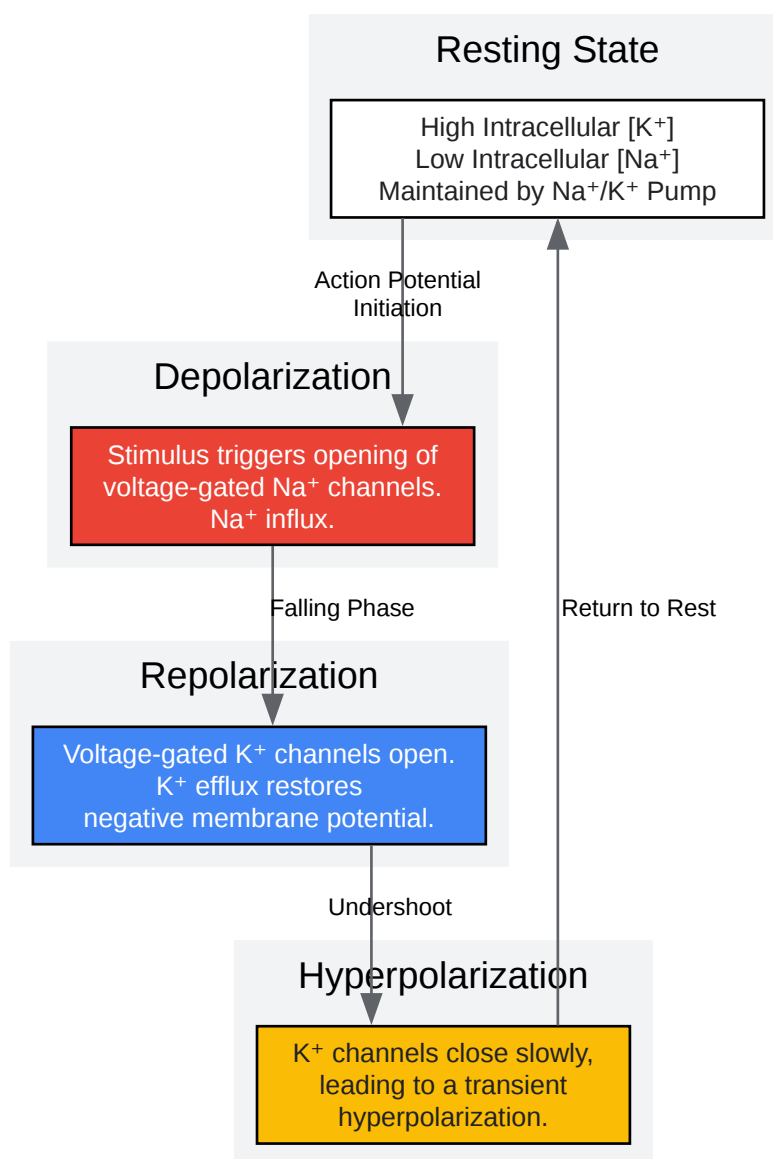 Resting State
High Intracellular [K⁺]
Low Intracellular [Na⁺]
Maintained by Na⁺/K⁺ Pump
Action Potential
Initiation
Depolarization
Stimulus triggers opening of
voltage-gated Na⁺ channels.
Na⁺ influx.
Falling Phase
Return to Rest
Repolarization
Voltage-gated K⁺ channels open.
K⁺ efflux restores
negative membrane potential.
Undershoot
Hyperpolarization
K⁺ channels close slowly,
leading to a transient
hyperpolarization.